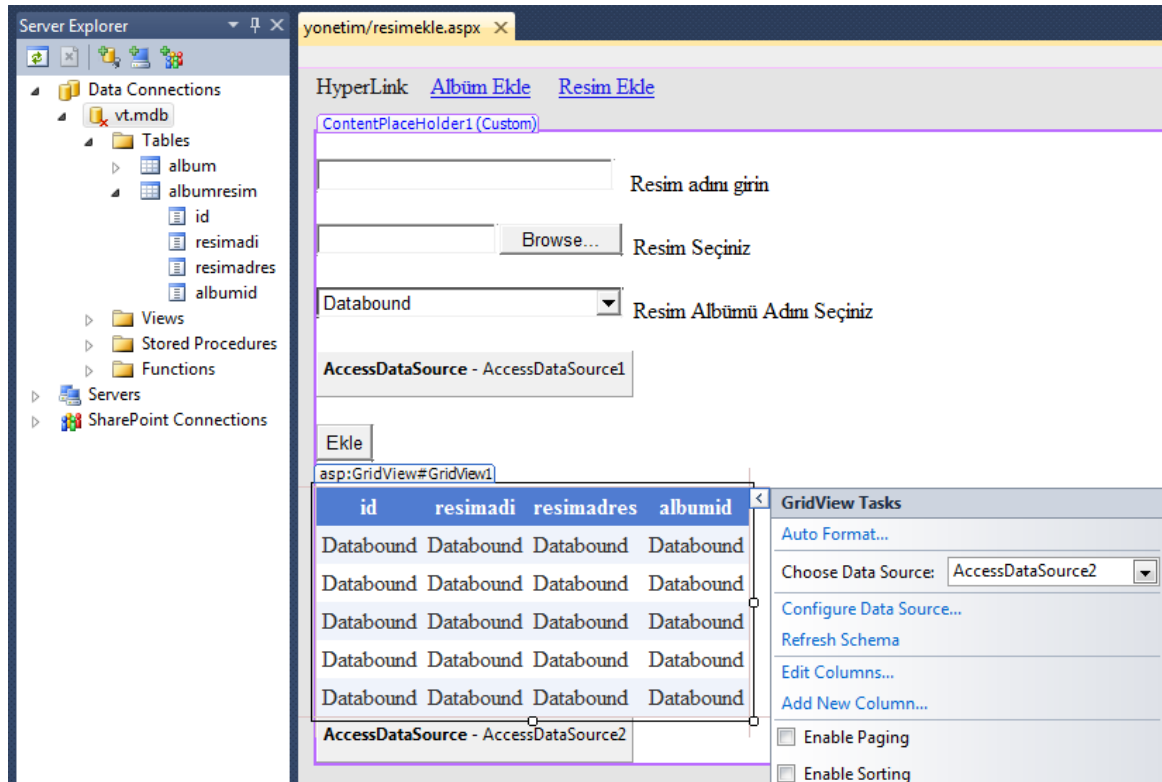 Server Explorer
Data Connections
vt.mdb
Tables
album
albumresim
id
resimadi
resimadres
albumid
Views
Stored Procedures
Functions
Servers
SharePoint Connections
yonetim/resimekle.aspx
HyperLink Albüm Ekle Resim Ekle
ContentPlaceHolder1 (Custom)
Resim adını girin
Browse... Resim Seçiniz
Databound Resim Albümü Adını Seçiniz
AccessDataSource - AccessDataSource1
Ekle
asp:GridView#GridView1
id resimadi resimadres albumid
Databound Databound Databound Databound
Databound Databound Databound Databound
Databound Databound Databound Databound
Databound Databound Databound Databound
Databound Databound Databound Databound
AccessDataSource - AccessDataSource2
GridView Tasks
Auto Format...
Choose Data Source: AccessDataSource2
Configure Data Source...
Refresh Schema
Edit Columns...
Add New Column...
Enable Paging
Enable Sorting